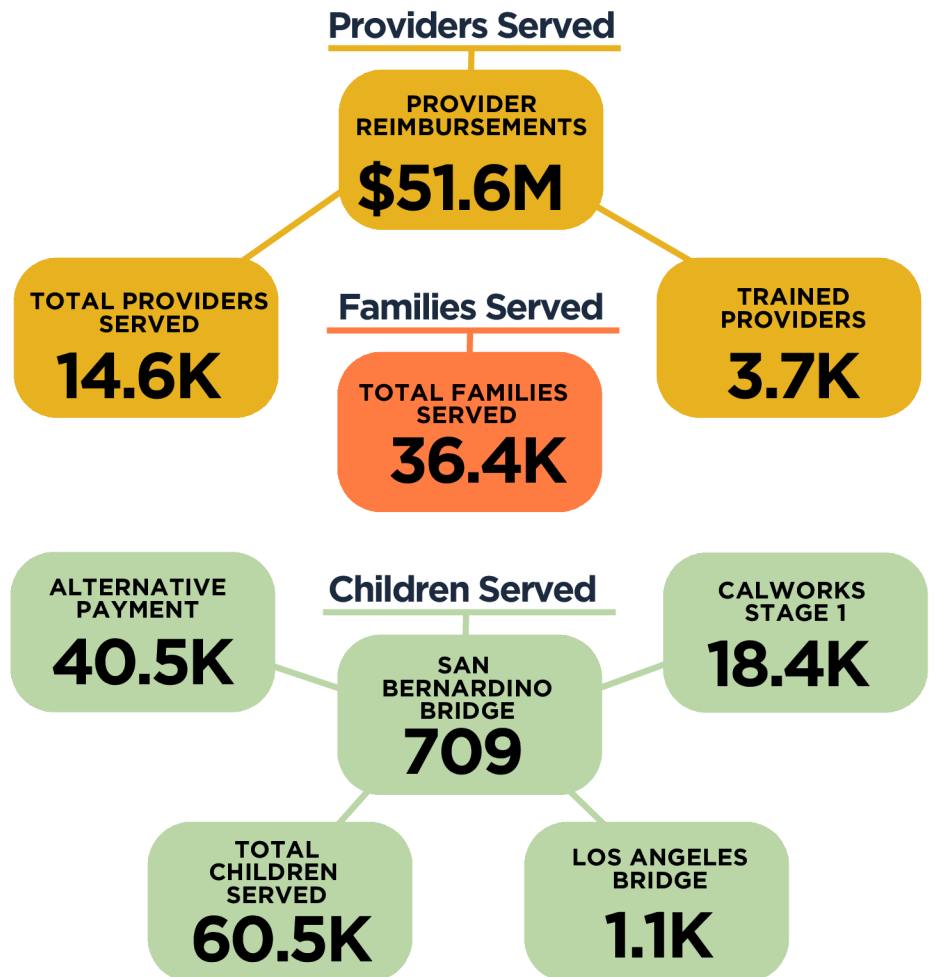 Providers Served
PROVIDER
REIMBURSEMENTS
$51.6M
TOTAL PROVIDERS
SERVED
14.6K
TRAINED
PROVIDERS
3.7K
Families Served
TOTAL FAMILIES
SERVED
36.4K
Children Served
ALTERNATIVE
PAYMENT
40.5K
SAN
BERNARDINO
BRIDGE
709
CALWORKS
STAGE 1
18.4K
TOTAL
CHILDREN
SERVED
60.5K
LOS ANGELES
BRIDGE
1.1K